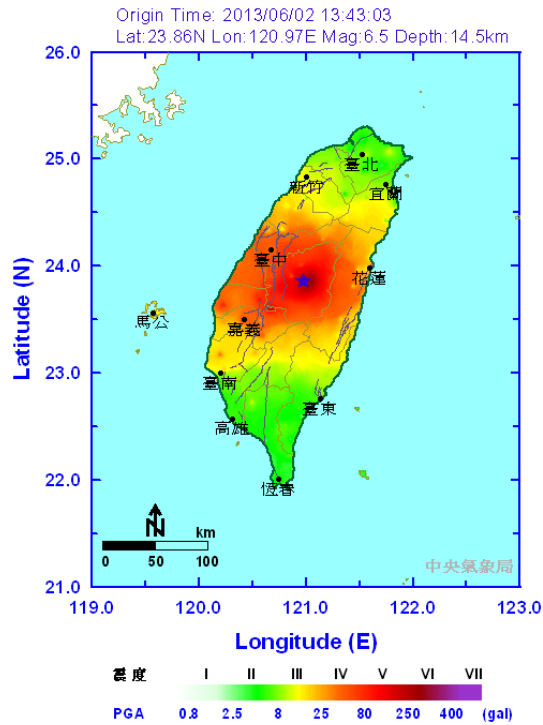 Origin Time: 2013/06/02 13:43:03
Lat:23.86N Lon:120.97E Mag:6.5 Depth:14.5km
26.0
25.0
24.0
23.0
22.0
21.0
Latitude (N)
臺北
新竹
宜蘭
臺中
花蓮
馬公
嘉義
臺南
臺東
高雄
恆春
N
km
0 50 100
中央氣象局
119.0 120.0 121.0 122.0 123.0
Longitude (E)
震度 I II III IV V VI VII
PGA 0.8 2.5 8 25 80 250 400 (gal)